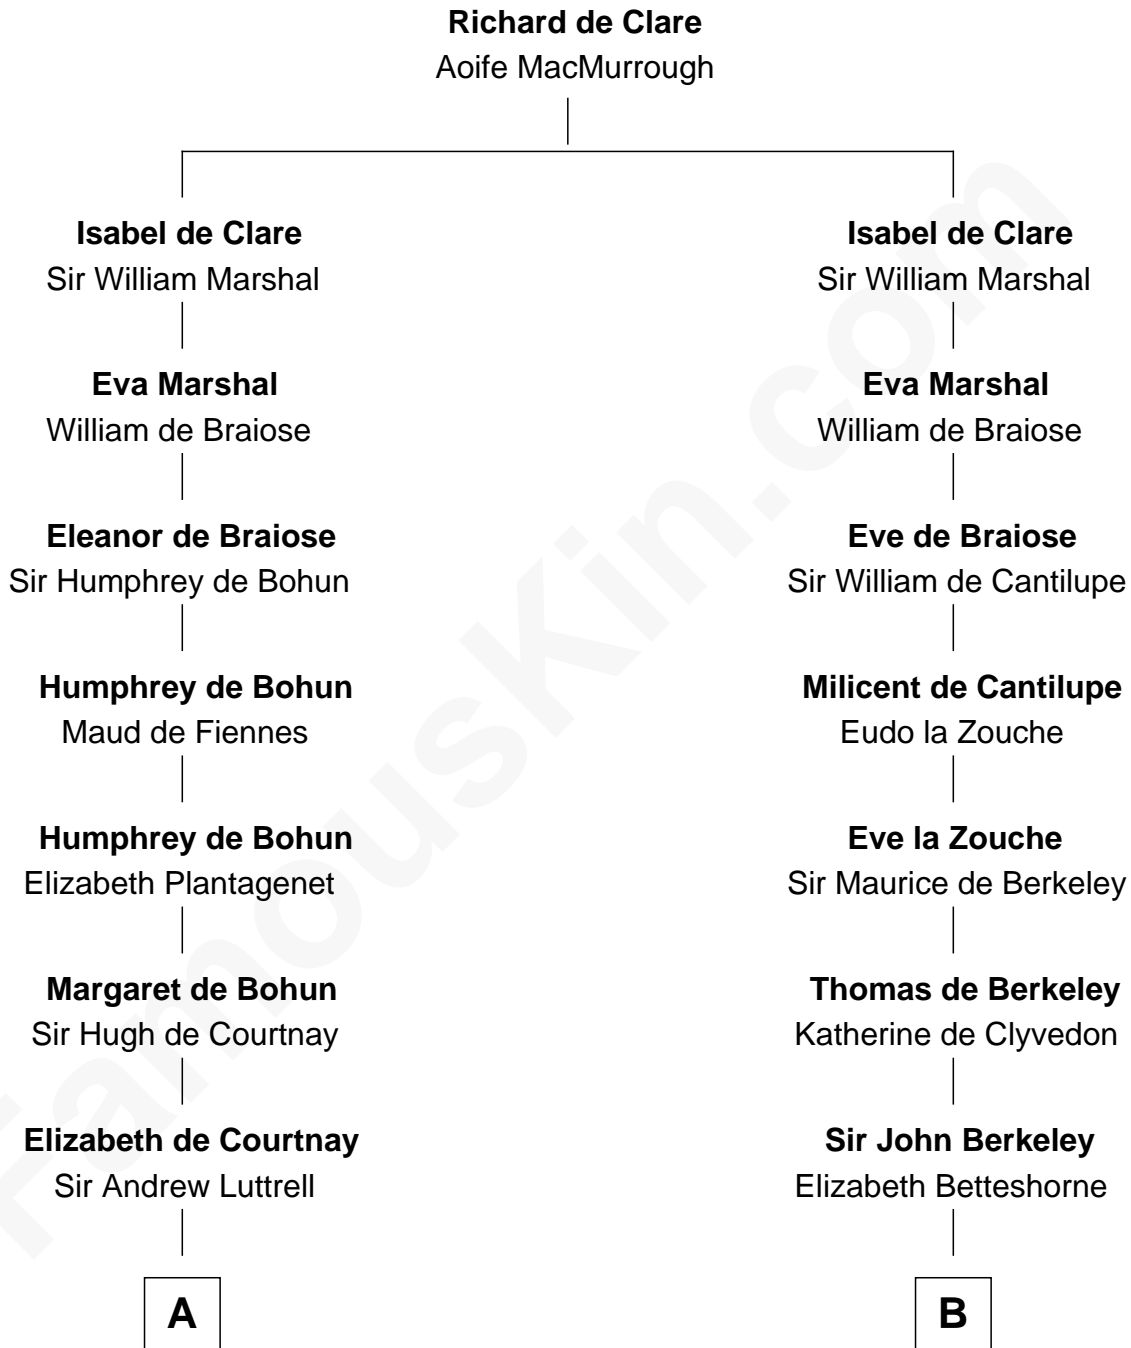 Richard de Clare
Aoife MacMurrough
Isabel de Clare
Sir William Marshal
Eva Marshal
William de Braiose
Eleanor de Braiose
Sir Humphrey de Bohun
Humphrey de Bohun
Maud de Fiennes
Humphrey de Bohun
Elizabeth Plantagenet
Margaret de Bohun
Sir Hugh de Courtnay
Elizabeth de Courtnay
Sir Andrew Luttrell
A
Isabel de Clare
Sir William Marshal
Eva Marshal
William de Braiose
Eve de Braiose
Sir William de Cantilupe
Milicent de Cantilupe
Eudo la Zouche
Eve la Zouche
Sir Maurice de Berkeley
Thomas de Berkeley
Katherine de Clyvedon
Sir John Berkeley
Elizabeth Betteshorne
B
FamousKin.com